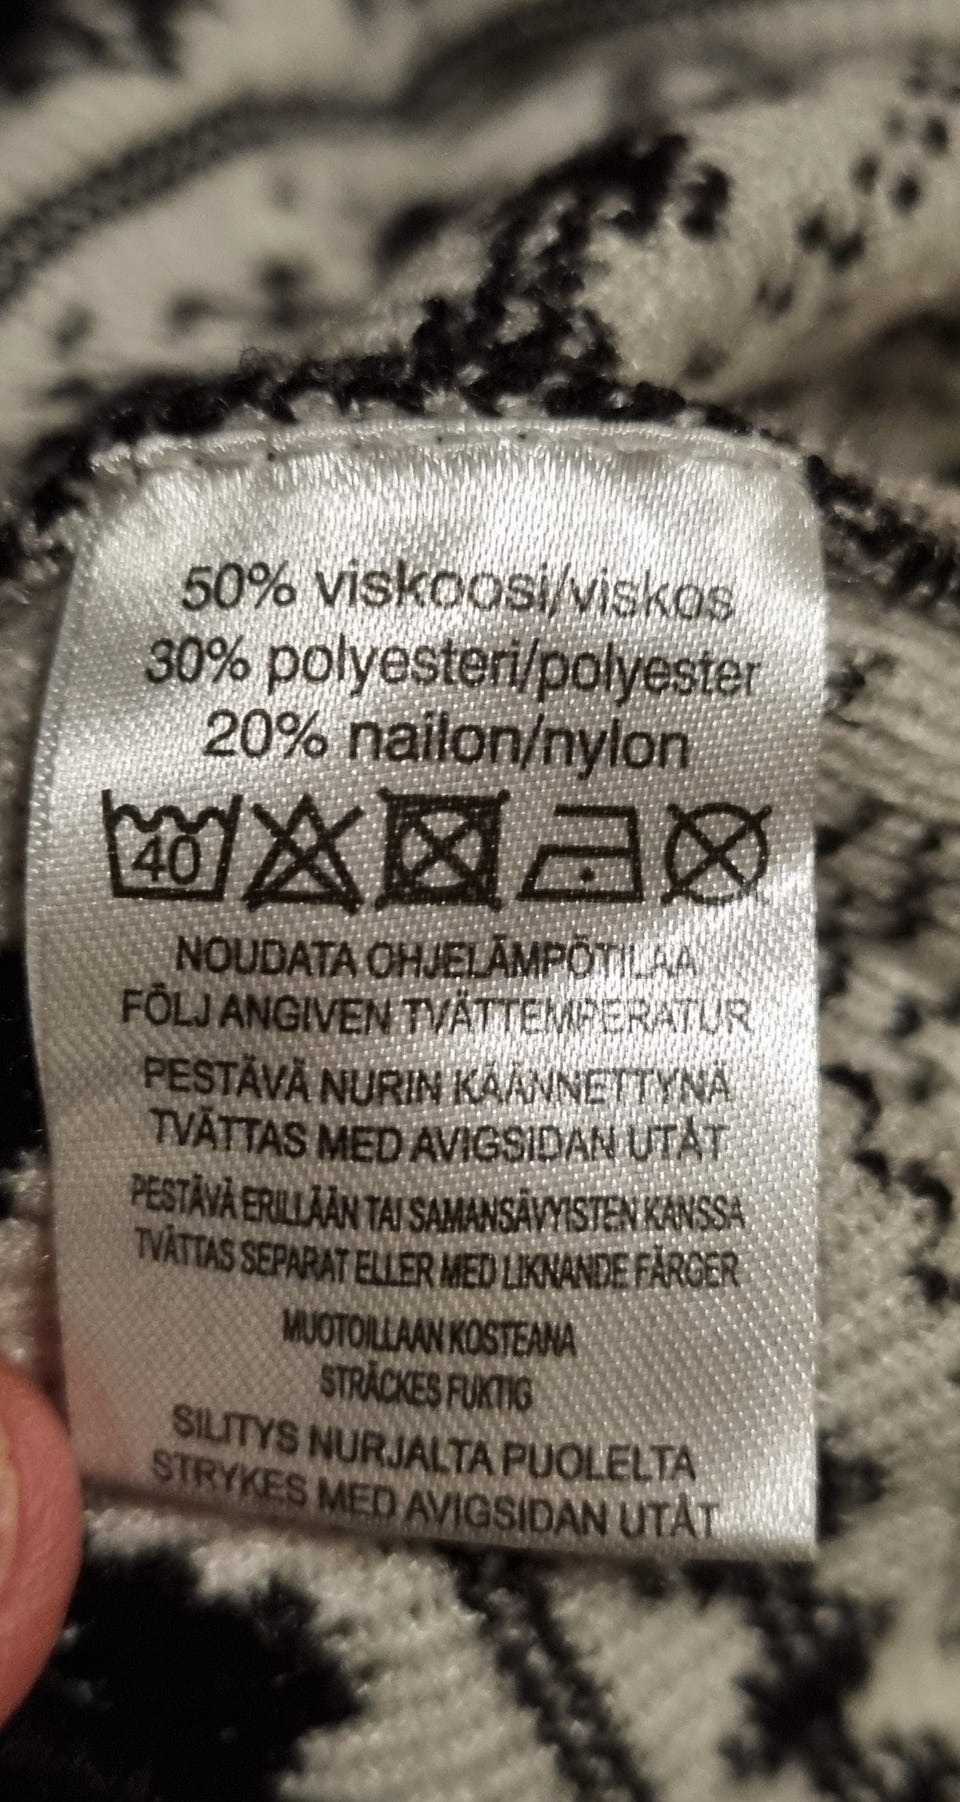 50% viskoosi/viskos
30% polyesteri/polyester
20% nailon/nylon
40
NOUDATA OHJELÄMPÖTILAA
FÖLJ ANGIVEN TVÄTTEMPERATUR
PESTÄVÄ NURIN KÄÄNNETTYNÄ
TVÄTTAS MED AVIGSIDAN UTÅT
PESTÄVÄ ERILLÄÄN TAI SAMANSÄVYISTEN KANSSA
TVÄTTAS SEPARAT ELLER MED LIKNANDE FÄRGER
MUOTOILLAAN KOSTEANA
STRÄCKES FUKTIG
SILITYS NURJALTA PUOLELTA
STRYKES MED AVIGSIDAN UTÅT